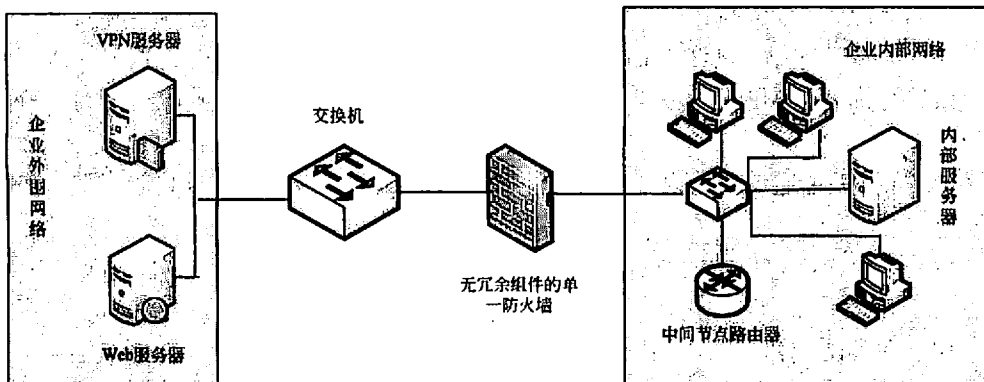 VPN服务器
企业外围网络
Web服务器
交换机
无冗余组件的单
一防火墙
企业内部网络
内部服务器
中间节点路由器